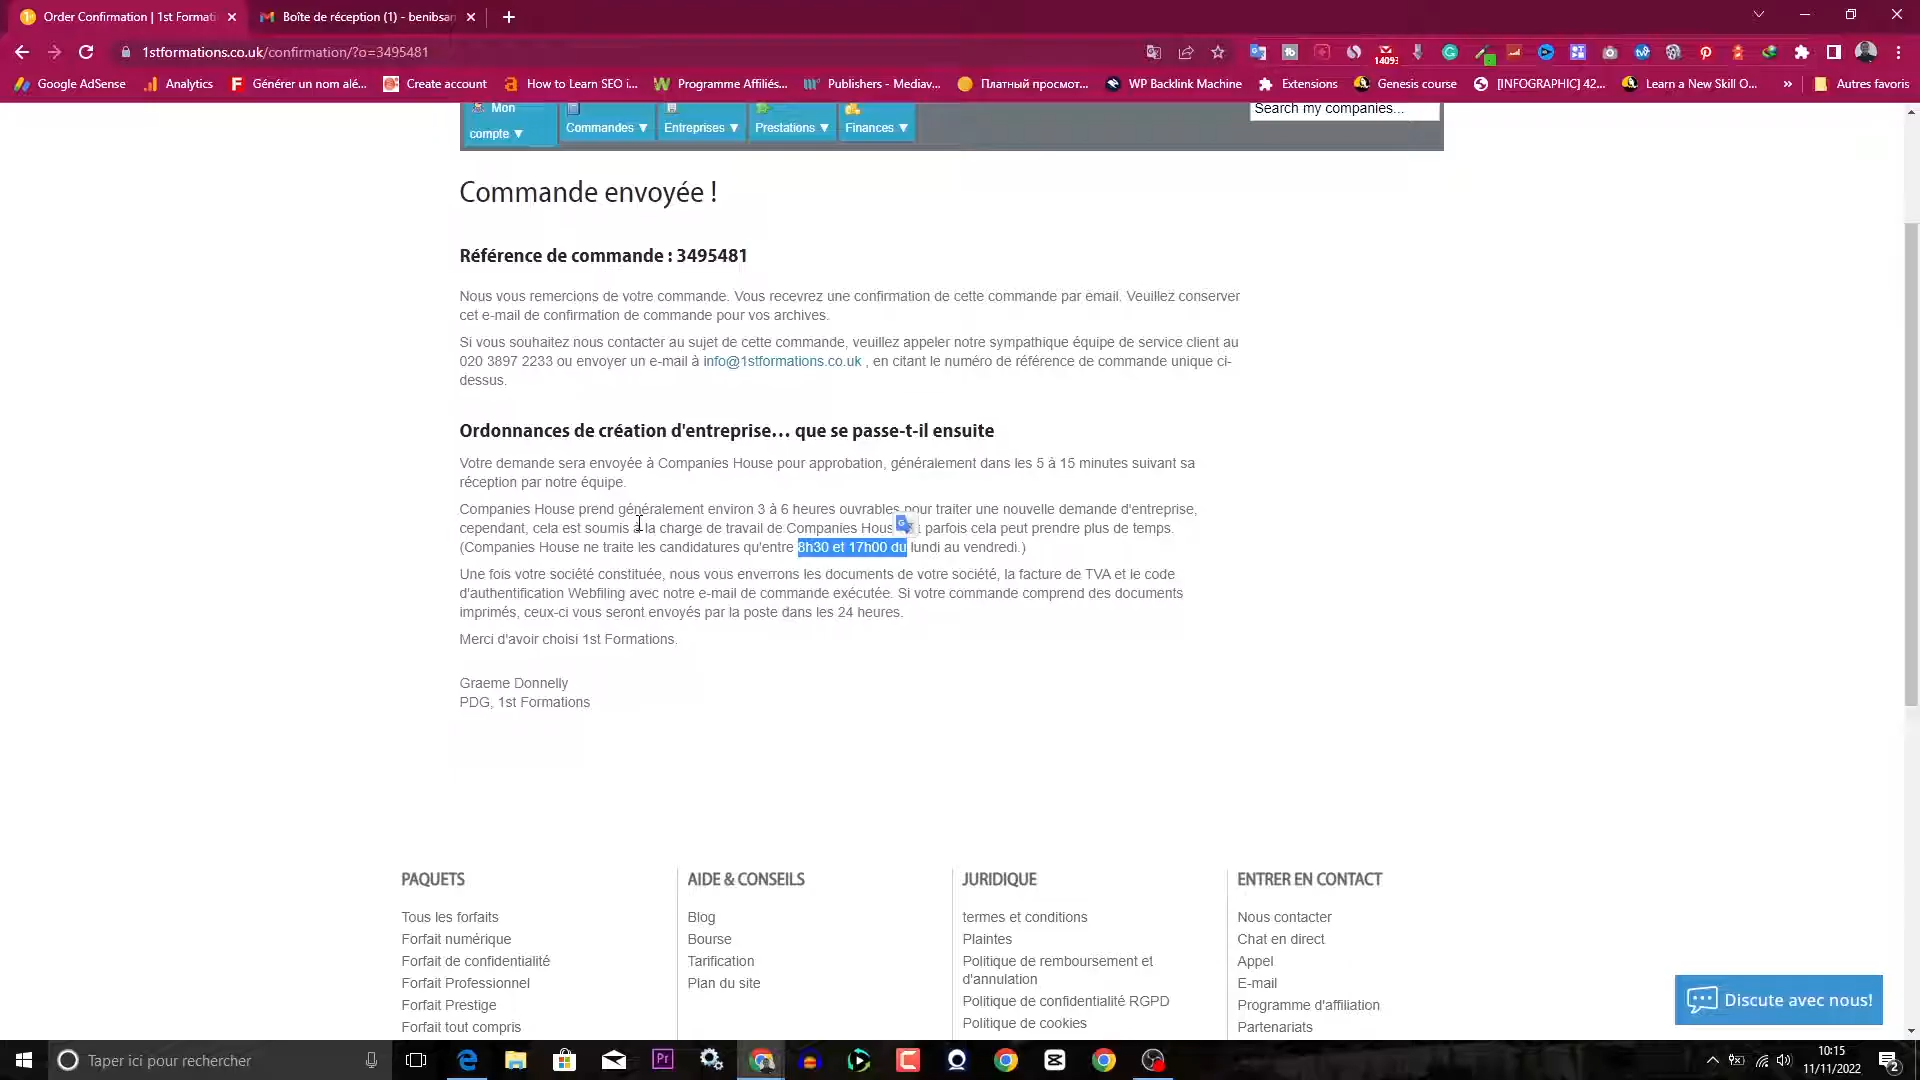 Order Confirmation | 1st Formati
Boîte de réception (1) - benibsan
1stformations.co.uk/confirmation/?o=3495481
14093
Google AdSense
Analytics
Générer un nom alé...
Create account
How to Learn SEO i...
Programme Affiliés...
Publishers - Mediav...
Платный просмот...
WP Backlink Machine
Extensions
Genesis course
[INFOGRAPHIC] 42...
Learn a New Skill O...
»
Autres favoris
Mon
compte ▼
Commandes ▼
Entreprises ▼
Prestations ▼
Finances ▼
Search my companies...
Commande envoyée !
Référence de commande : 3495481
Nous vous remercions de votre commande. Vous recevrez une confirmation de cette commande par email. Veuillez conserver
cet e-mail de confirmation de commande pour vos archives.
Si vous souhaitez nous contacter au sujet de cette commande, veuillez appeler notre sympathique équipe de service client au
020 3897 2233 ou envoyer un e-mail à info@1stformations.co.uk , en citant le numéro de référence de commande unique ci-
dessus.
Ordonnances de création d'entreprise… que se passe-t-il ensuite
Votre demande sera envoyée à Companies House pour approbation, généralement dans les 5 à 15 minutes suivant sa
réception par notre équipe.
Companies House prend généralement environ 3 à 6 heures ouvrables pour traiter une nouvelle demande d'entreprise,
cependant, cela est soumis à la charge de travail de Companies House parfois cela peut prendre plus de temps.
(Companies House ne traite les candidatures qu'entre 8h30 et 17h00 du lundi au vendredi.)
Une fois votre société constituée, nous vous enverrons les documents de votre société, la facture de TVA et le code
d'authentification Webfiling avec notre e-mail de commande exécutée. Si votre commande comprend des documents
imprimés, ceux-ci vous seront envoyés par la poste dans les 24 heures.
Merci d'avoir choisi 1st Formations.
Graeme Donnelly
PDG, 1st Formations
PAQUETS
Tous les forfaits
Forfait numérique
Forfait de confidentialité
Forfait Professionnel
Forfait Prestige
Forfait tout compris
AIDE & CONSEILS
Blog
Bourse
Tarification
Plan du site
JURIDIQUE
termes et conditions
Plaintes
Politique de remboursement et
d'annulation
Politique de confidentialité RGPD
Politique de cookies
ENTRER EN CONTACT
Nous contacter
Chat en direct
Appel
E-mail
Programme d'affiliation
Partenariats
Discute avec nous!
Taper ici pour rechercher
Pr
10:15
11/11/2022
2